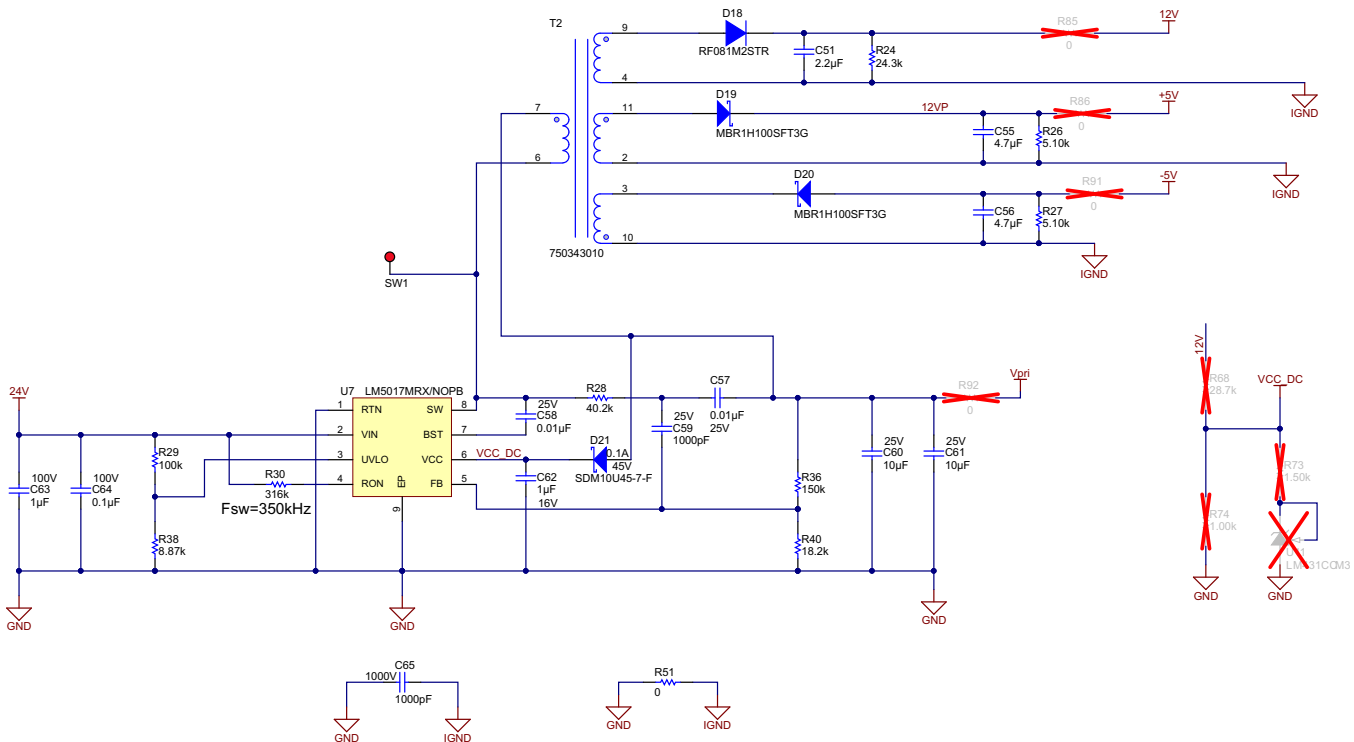 T2
9
4
7
6
11
2
3
10
750343010
D18
RF081M2STR
C51
2.2µF
R24
24.3k
R85
0
12V
IGND
D19
MBR1H100SFT3G
12VP
C55
4.7µF
R26
5.10k
R86
0
+5V
IGND
D20
MBR1H100SFT3G
C56
4.7µF
R27
5.10k
R91
0
-5V
IGND
SW1
24V
100V
C63
1µF
100V
C64
0.1µF
R29
100k
R38
8.87k
R30
316k
Fsw=350kHz
U7 LM5017MRX/NOPB
1 RTN SW 8
2 VIN BST 7
3 UVLO VCC 6
4 RON FB 5
EP
9
25V
C58
0.01µF
VCC_DC
C62
1µF
16V
R28
40.2k
D21
0.1A
45V
SDM10U45-7-F
25V
C59
1000pF
C57
0.01µF
25V
R36
150k
R40
18.2k
25V
C60
10µF
25V
C61
10µF
R92
0
Vpri
GND
GND
GND
12V
R68
28.7k
VCC_DC
R73
1.50k
R74
1.00k
GND
GND
C65
1000V
1000pF
GND
IGND
R51
0
GND
IGND